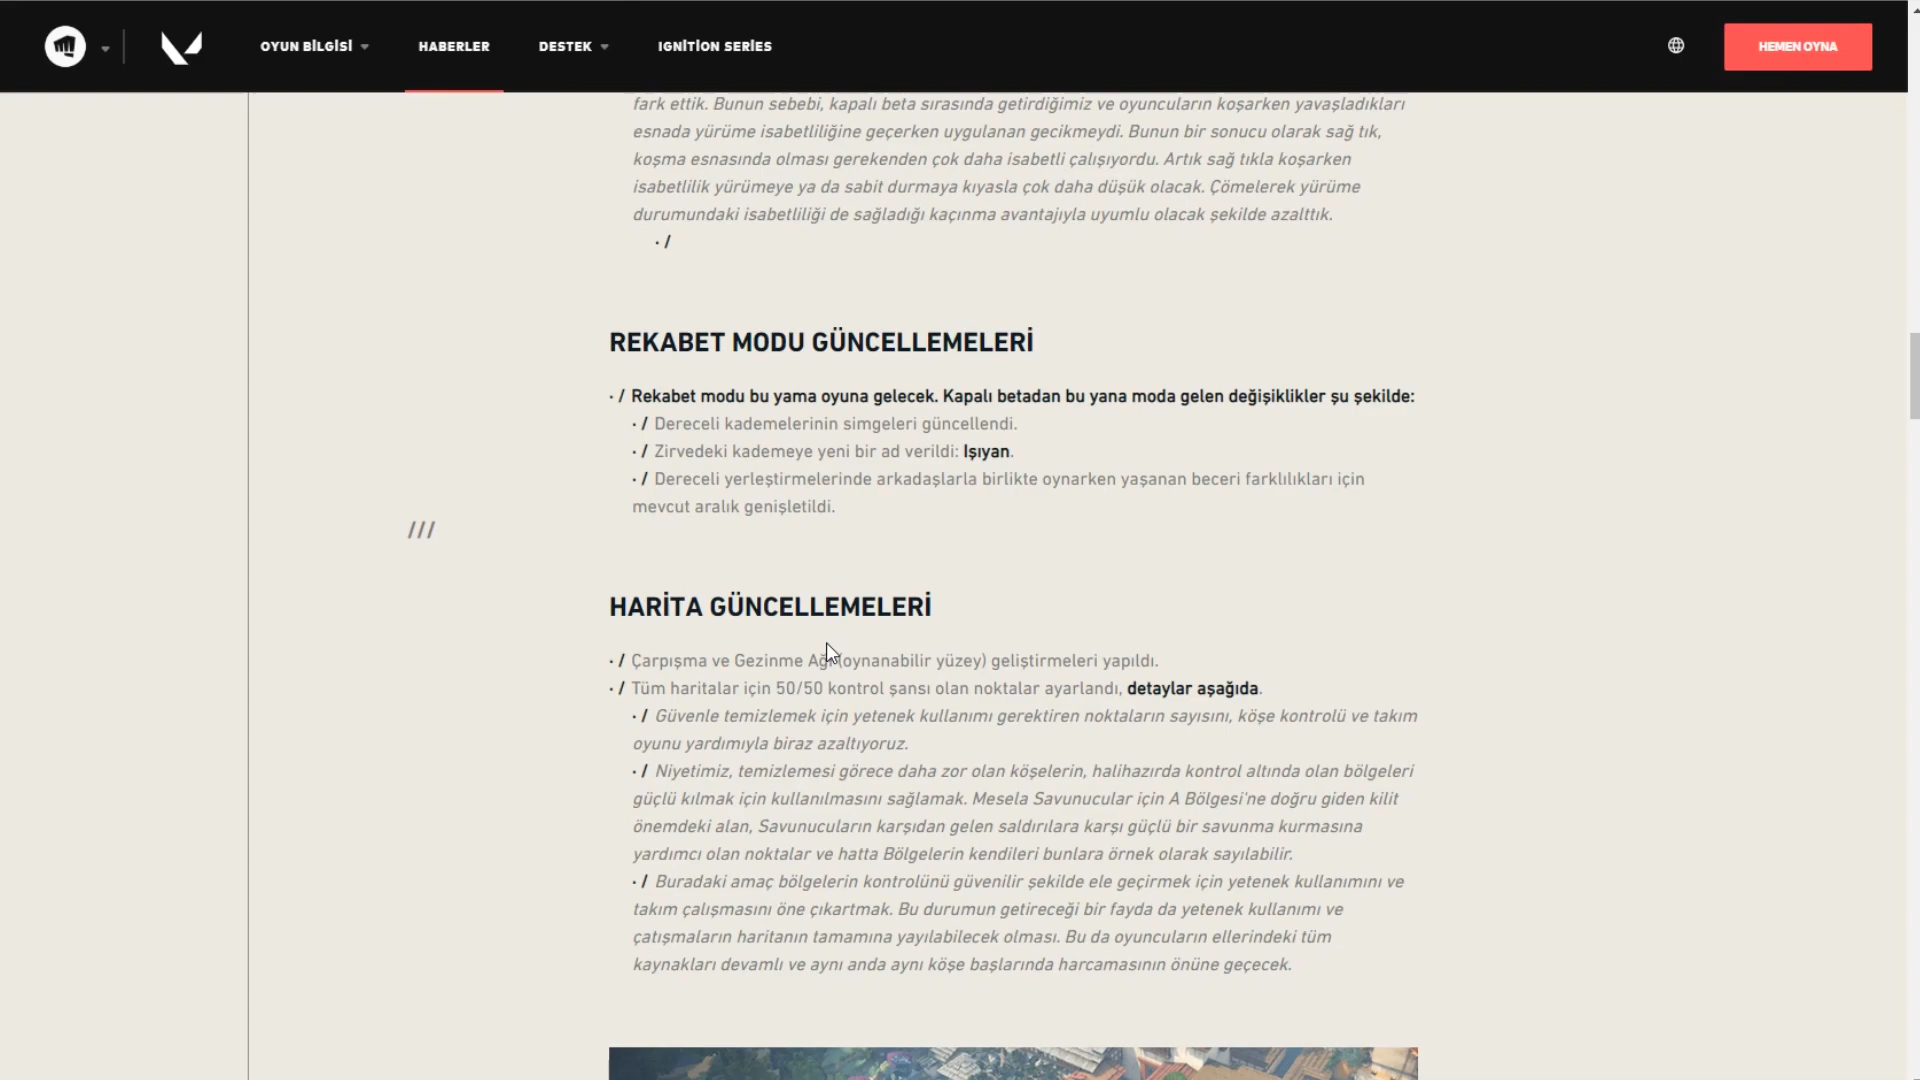 OYUN BİLGİSİ
HABERLER
DESTEK
IGNİTİON SERİES
HEMEN OYNA
fark ettik. Bunun sebebi, kapalı beta sırasında getirdiğimiz ve oyuncuların koşarken yavaşladıkları
esnada yürüme isabetliliğine geçerken uygulanan gecikmeydi. Bunun bir sonucu olarak sağ tık,
koşma esnasında olması gerekenden çok daha isabetli çalışıyordu. Artık sağ tıkla koşarken
isabetlilik yürümeye ya da sabit durmaya kıyasla çok daha düşük olacak. Çömelerek yürüme
durumundaki isabetliliği de sağladığı kaçınma avantajıyla uyumlu olacak şekilde azalttık.
· /
REKABET MODU GÜNCELLEMELERİ
· / Rekabet modu bu yama oyuna gelecek. Kapalı betadan bu yana moda gelen değişiklikler şu şekilde:
· / Dereceli kademelerinin simgeleri güncellendi.
· / Zirvedeki kademeye yeni bir ad verildi: Işıyan.
· / Dereceli yerleştirmelerinde arkadaşlarla birlikte oynarken yaşanan beceri farklılıkları için
mevcut aralık genişletildi.
///
HARİTA GÜNCELLEMELERİ
· / Çarpışma ve Gezinme Ağı (oynanabilir yüzey) geliştirmeleri yapıldı.
· / Tüm haritalar için 50/50 kontrol şansı olan noktalar ayarlandı, detaylar aşağıda.
· / Güvenle temizlemek için yetenek kullanımı gerektiren noktaların sayısını, köşe kontrolü ve takım
oyunu yardımıyla biraz azaltıyoruz.
· / Niyetimiz, temizlemesi görece daha zor olan köşelerin, halihazırda kontrol altında olan bölgeleri
güçlü kılmak için kullanılmasını sağlamak. Mesela Savunucular için A Bölgesi'ne doğru giden kilit
önemdeki alan, Savunucuların karşıdan gelen saldırılara karşı güçlü bir savunma kurmasına
yardımcı olan noktalar ve hatta Bölgelerin kendileri bunlara örnek olarak sayılabilir.
· / Buradaki amaç bölgelerin kontrolünü güvenilir şekilde ele geçirmek için yetenek kullanımını ve
takım çalışmasını öne çıkartmak. Bu durumun getireceği bir fayda da yetenek kullanımı ve
çatışmaların haritanın tamamına yayılabilecek olması. Bu da oyuncuların ellerindeki tüm
kaynakları devamlı ve aynı anda aynı köşe başlarında harcamasının önüne geçecek.